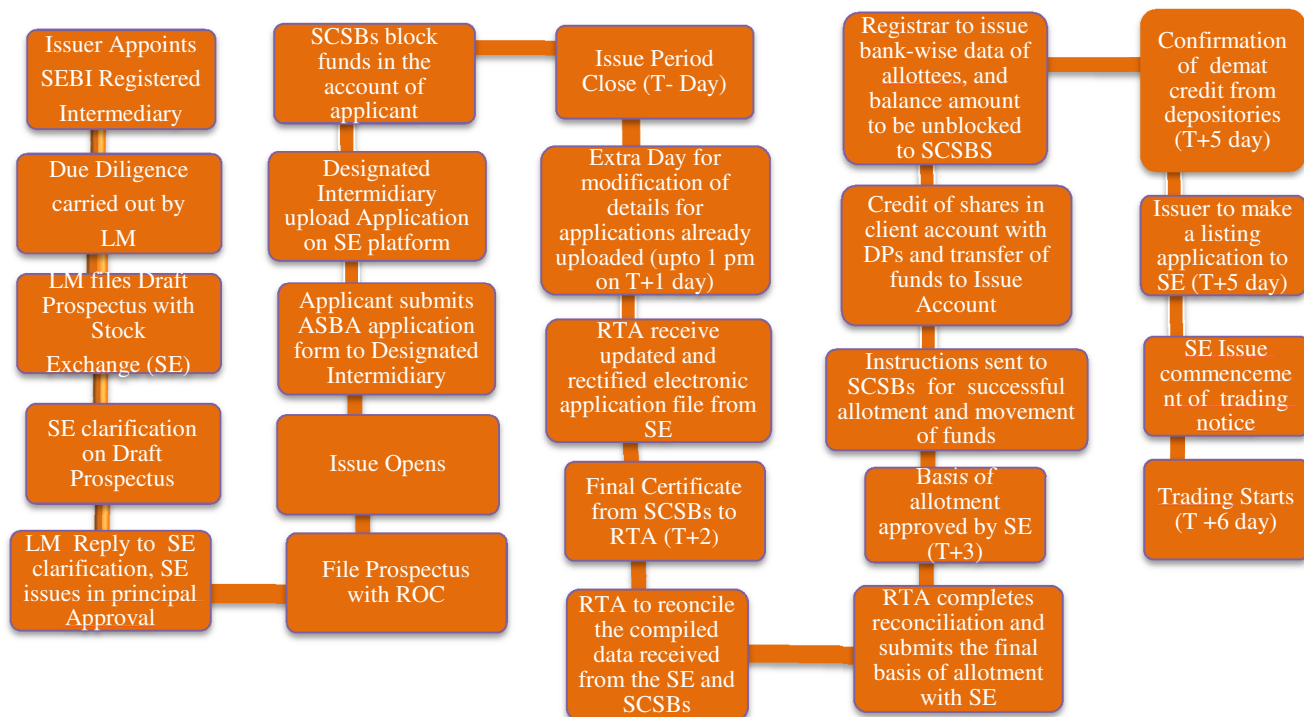 Issuer Appoints
SEBI Registered
Intermediary
Due Diligence
carried out by
LM
LM files Draft
Prospectus with
Stock
Exchange (SE)
SE clarification
on Draft
Prospectus
LM Reply to SE
clarification, SE
issues in principal
Approval
File Prospectus
with ROC
Issue Opens
Applicant submits
ASBA application
form to Designated
Intermidiary
Designated
Intermidiary
upload Application
on SE platform
SCSBs block
funds in the
account of
applicant
Issue Period
Close (T- Day)
Extra Day for
modification of
details for
applications already
uploaded (upto 1 pm
on T+1 day)
RTA receive
updated and
rectified electronic
application file from
SE
Final Certificate
from SCSBs to
RTA (T+2)
RTA to reconcile
the compiled
data received
from the SE and
SCSBs
RTA completes
reconciliation and
submits the final
basis of allotment
with SE
Basis of
allotment
approved by SE
(T+3)
Instructions sent to
SCSBs for successful
allotment and movement
of funds
Credit of shares in
client account with
DPs and transfer of
funds to Issue
Account
Registrar to issue
bank-wise data of
allottees, and
balance amount
to be unblocked
to SCSBS
Confirmation
of demat
credit from
depositories
(T+5 day)
Issuer to make
a listing
application to
SE (T+5 day)
SE Issue
commenceme
nt of trading
notice
Trading Starts
(T +6 day)